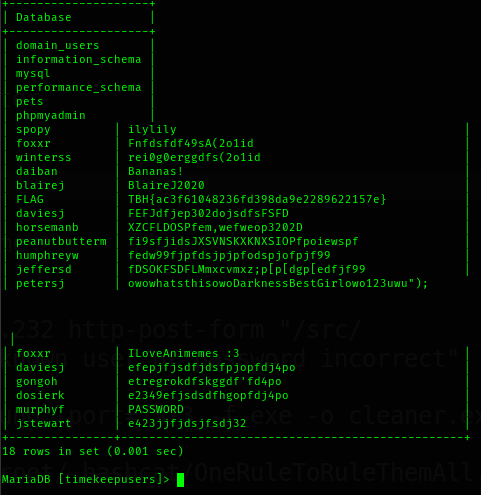 +--------------------+
| Database           |
+--------------------+
| domain_users       |
| information_schema |
| mysql              |
| performance_schema |
| pets               |
| phpmyadmin         |
| spopy | ilylily |
| foxxr | Fnfdsfdf49sA(2o1id
| winterss | rei0g0erggdfs(2o1id
| daiban | Bananas!
| blairej | BlaireJ2020
| FLAG | TBH{ac3f61048236fd398da9e2289622157e}
| daviesj | FEFJdfjep302dojsdfsFSFD
| horsemanb | XZCFLDOSPfem,wefweop3202D
| peanutbutterm | fi9sfjidsJXSVNSKXKNXSIOPfpoiewspf
| humphreyw | fedw99fjpfdsjpjpfodspjofpjf99
| jeffersd | fDSOKFSDFLMmxcvmxz;p[p[dgp[edfjf99 |
| petersj | owowhatsthisowoDarknessBestGirlowo123uwu");
232 http-post-form "/src/
|
| foxxr | ILoveAnimemes :3 |
| daviesj | efepjfjsdfjdsfpjopfdj4po |
| gongoh | etregrokdfskggdf'fd4po |
| dosierk | e2349efjsdsdfhgopfdj4po |
| murphyf | PASSWORD |
| jstewart | e423jjfjdsjfsdj32 |
+---------------+------------------------------------------------+
18 rows in set (0.001 sec)
MariaDB [timekeepusers]>